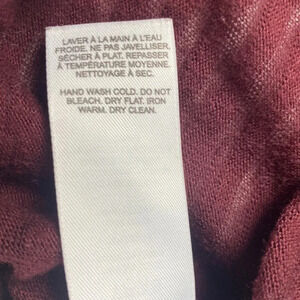 LAVER À LA MAIN À L'EAU
FROIDE. NE PAS JAVELLISER.
SÉCHER À PLAT. REPASSER
À TEMPÉRATURE MOYENNE.
NETTOYAGE À SEC.
HAND WASH COLD. DO NOT
BLEACH. DRY FLAT. IRON
WARM. DRY CLEAN.